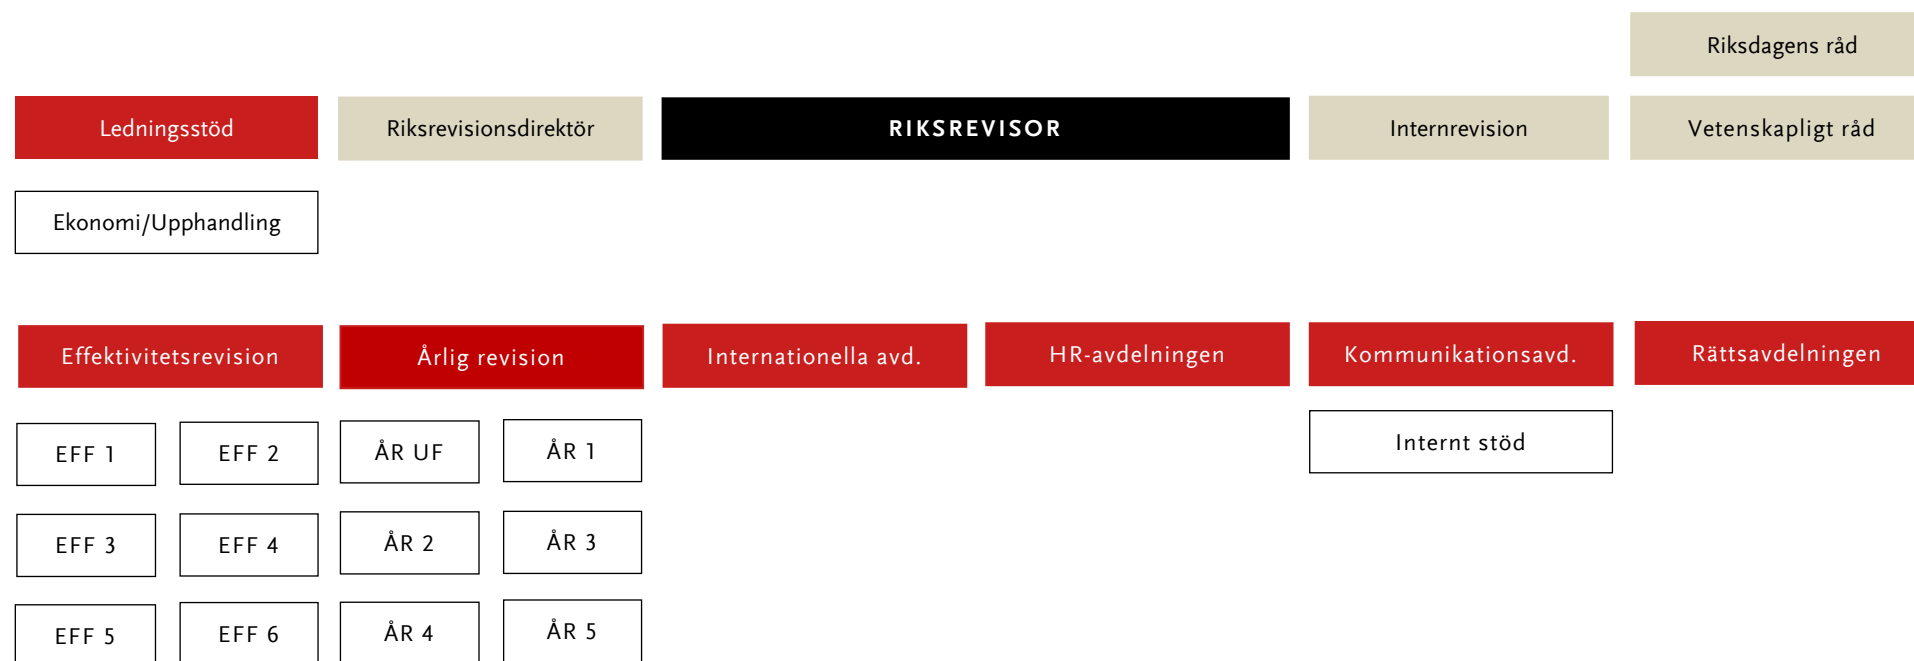 Riksdagens råd
Ledningsstöd
Riksrevisionsdirektör
RIKSREVISOR
Internrevision
Vetenskapligt råd
Ekonomi/Upphandling
Effektivitetsrevision
Årlig revision
Internationella avd.
HR-avdelningen
Kommunikationsavd.
Rättsavdelningen
EFF 1
EFF 2
ÅR UF
ÅR 1
Internt stöd
EFF 3
EFF 4
ÅR 2
ÅR 3
EFF 5
EFF 6
ÅR 4
ÅR 5